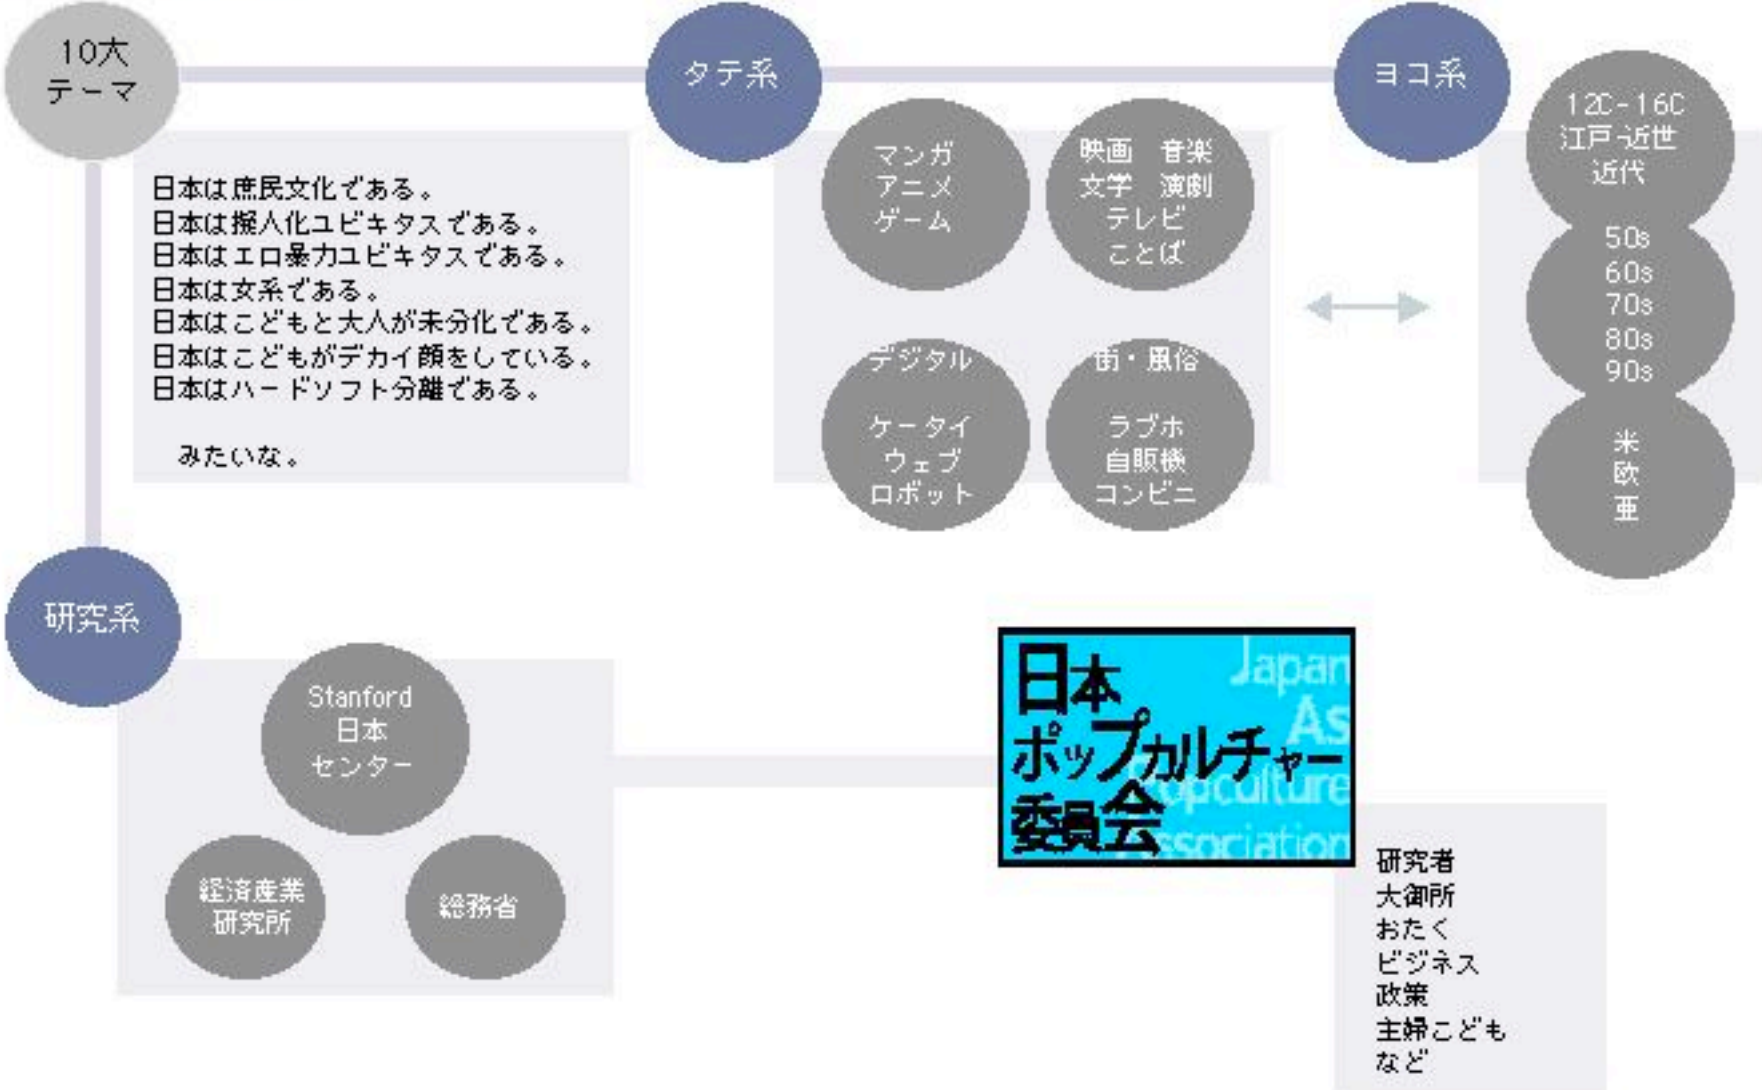 10大
テーマ
タテ系
ヨコ系
日本は庶民文化である。
日本は擬人化ユビキタスである。
日本はエロ暴力ユビキタスである。
日本は女系である。
日本はこどもと大人が未分化である。
日本はこどもがデカイ顔をしている。
日本はハードソフト分離である。
みたいな。
マンガ
アニメ
ゲーム
映画 音楽
文学 演劇
テレビ
ことば
デジタル
ケータイ
ウェブ
ロボット
街・風俗
ラブホ
自販機
コンビニ
12C-16C
江戸-近世
近代
50s
60s
70s
80s
90s
米
欧
亜
研究系
Stanford
日本
センター
経済産業
研究所
総務省
日本
ポップカルチャー
委員会
Japan
As
Popculture
Association
研究者
大御所
おたく
ビジネス
政策
主婦こども
など